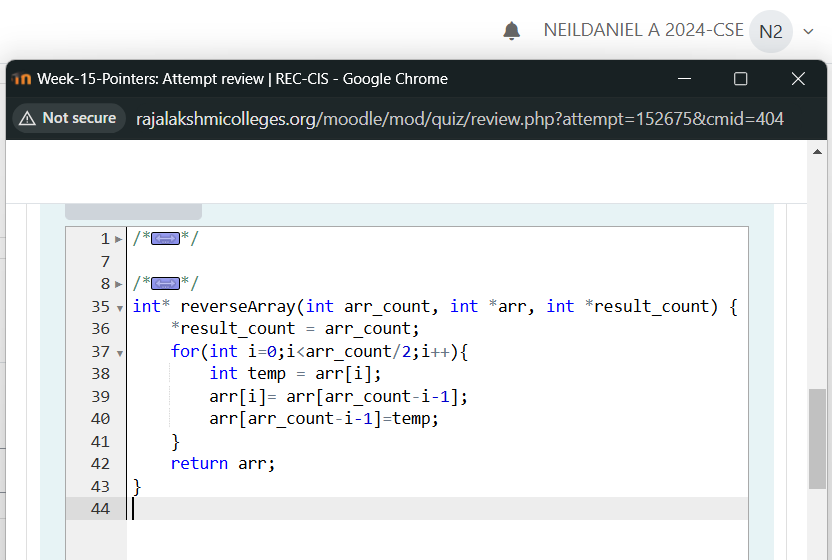 NEILDANIEL A 2024-CSE N2
Week-15-Pointers: Attempt review | REC-CIS - Google Chrome
Not secure rajalakshmicolleges.org/moodle/mod/quiz/review.php?attempt=152675&cmid=404
1 /* */
7
8 /* */
35 int* reverseArray(int arr_count, int *arr, int *result_count) {
36     *result_count = arr_count;
37     for(int i=0;i<arr_count/2;i++){
38         int temp = arr[i];
39         arr[i]= arr[arr_count-i-1];
40         arr[arr_count-i-1]=temp;
41     }
42     return arr;
43 }
44